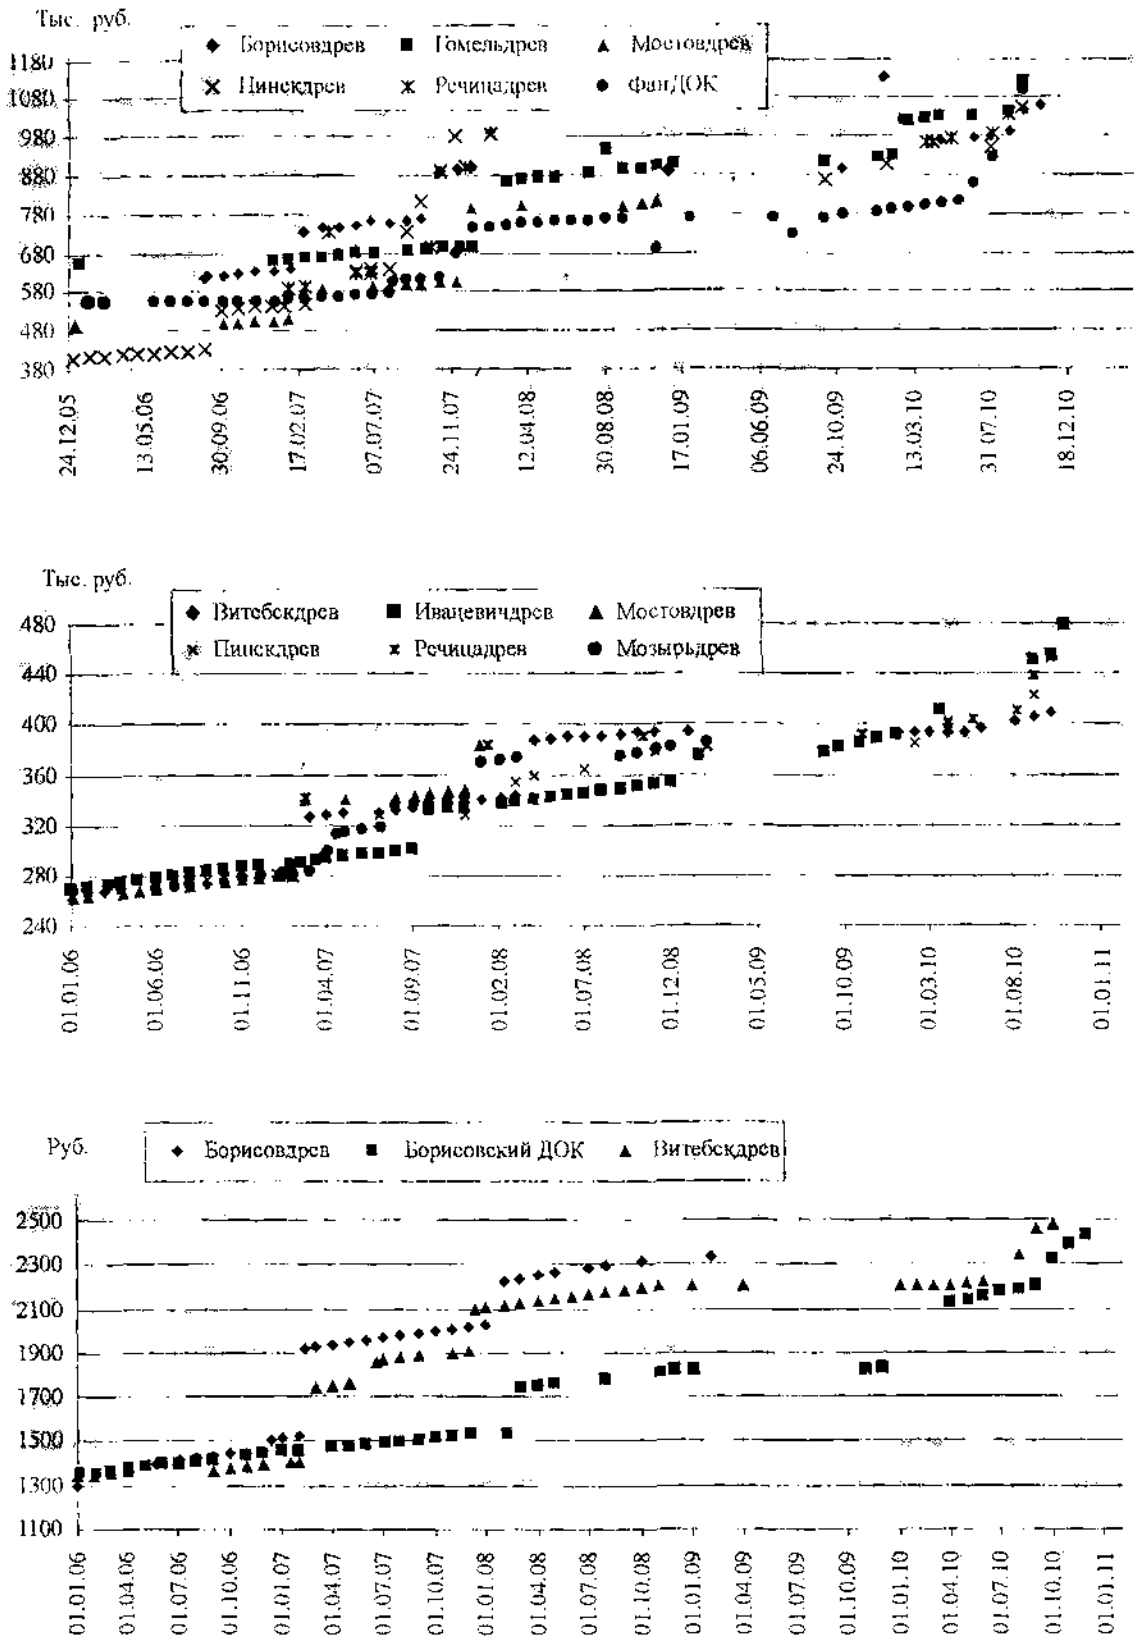 Тыс. руб.
Борисовдрев Гомельдрев Мостовдрев
Пинскдрев Речицадрев ФанДОК
1180
1080
980
880
780
680
580
480
380
24.12.05 13.05.06 30.09.06 17.02.07 07.07.07 24.11.07 12.04.08 30.08.08 17.01.09 06.06.09 24.10.09 13.03.10 31.07.10 18.12.10
Тыс. руб.
Витебскдрев Ивацевичдрев Мостовдрев
Пинскдрев Речицадрев Мозырьдрев
480
440
400
360
320
280
240
01.01.06 01.06.06 01.11.06 01.04.07 01.09.07 01.02.08 01.07.08 01.12.08 01.05.09 01.10.09 01.03.10 01.08.10 01.01.11
Руб.
Борисовдрев Борисовский ДОК Витебскдрев
2500
2300
2100
1900
1700
1500
1300
1100
01.01.06 01.04.06 01.07.06 01.10.06 01.01.07 01.04.07 01.07.07 01.10.07 01.01.08 01.04.08 01.07.08 01.10.08 01.01.09 01.04.09 01.07.09 01.10.09 01.01.10 01.04.10 01.07.10 01.10.10 01.01.11